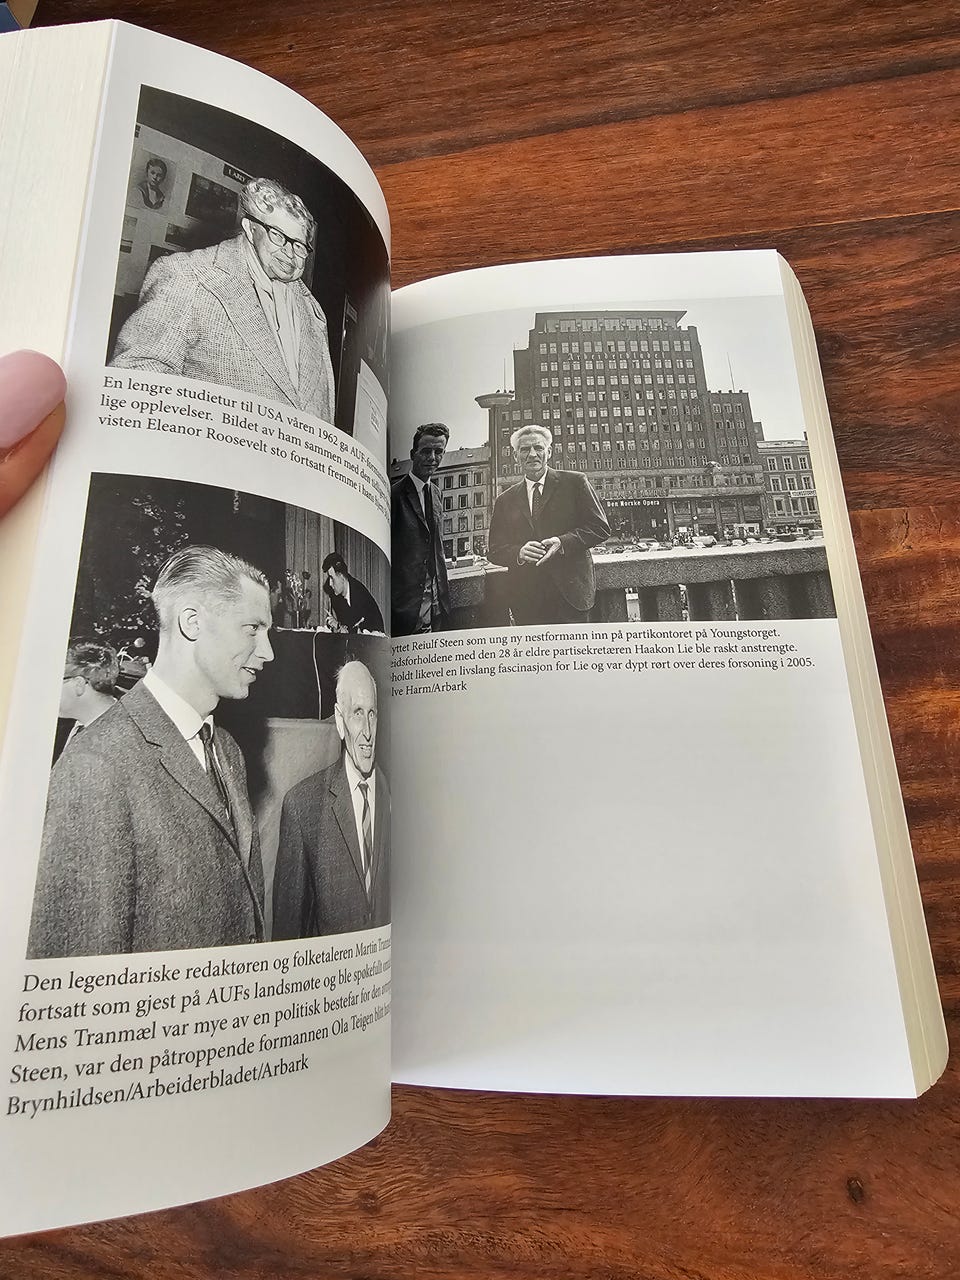 En lengre studietur til USA våren 1962 ga AUF-
lige opplevelser. Bildet av ham sammen med den
visten Eleanor Roosevelt sto fortsatt fremme i
Den legendariske redaktøren og folketaleren Martin
fortsatt som gjest på AUFs landsmøte og ble spøkefullt
Mens Tranmæl var mye av en politisk bestefar for den
Steen, var den påtroppende formannen Ola Teigen blitt
Brynhildsen/Arbeiderbladet/Arbark
Den Norske Opera
yttet Reiulf Steen som ung ny nestformann inn på partikontoret på Youngstorget.
eidsforholdene med den 28 år eldre partisekretæren Haakon Lie ble raskt anstrengte.
holdt likevel en livslang fascinasjon for Lie og var dypt rørt over deres forsoning i 2005.
lve Harm/Arbark